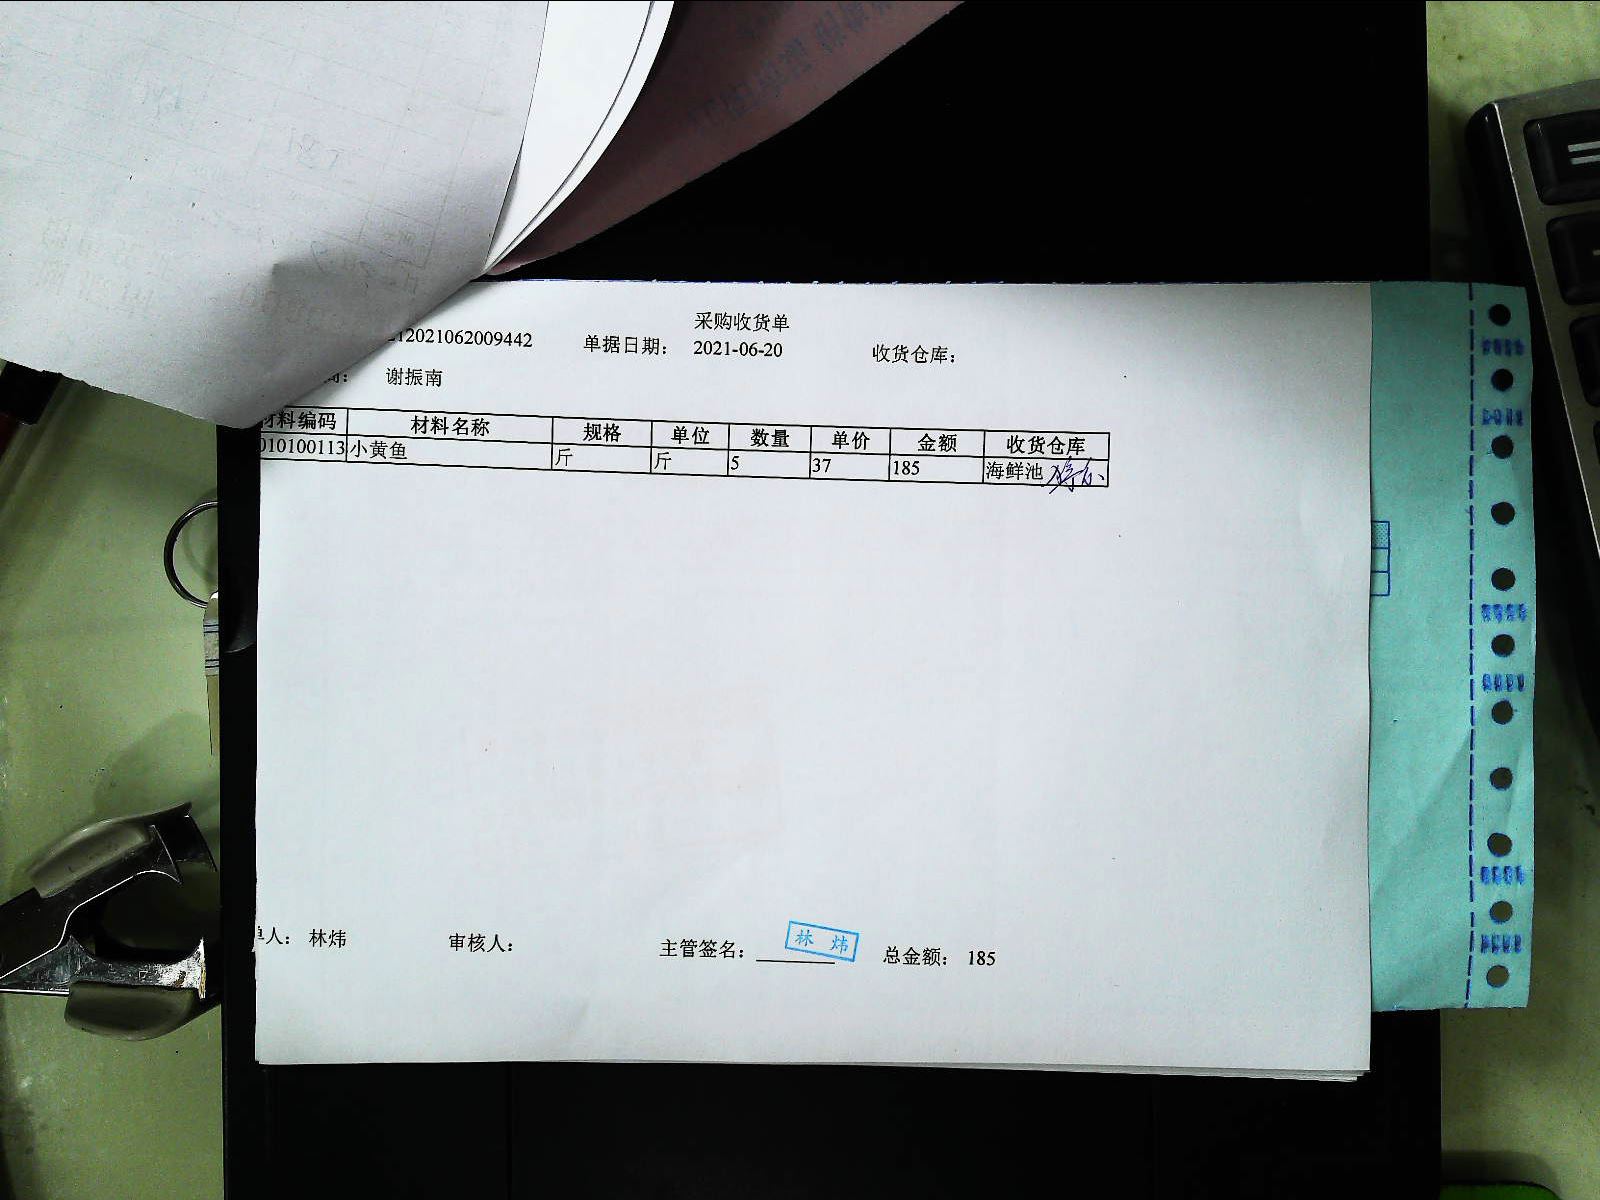 采购收货单
12021062009442 单据日期： 2021-06-20 收货仓库：
谢振南
材料编码 材料名称 规格 单位 数量 单价 金额 收货仓库
010100113 小黄鱼 斤 斤 5 37 185 海鲜池
单人： 林炜 审核人： 主管签名： 林 炜 总金额： 185